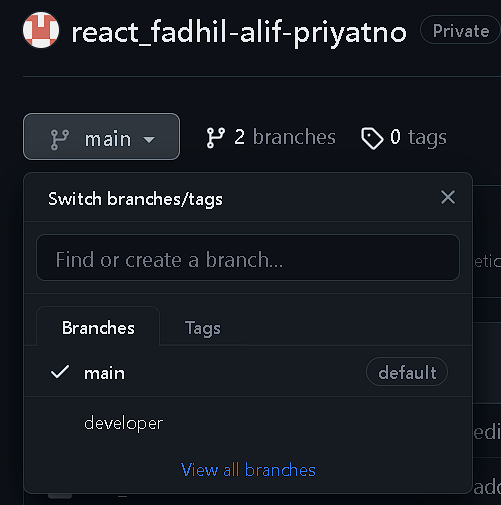 react_fadhil-alif-priyatno Private
main 2 branches 0 tags
Switch branches/tags
Find or create a branch...
Branches Tags
main default
developer
View all branches